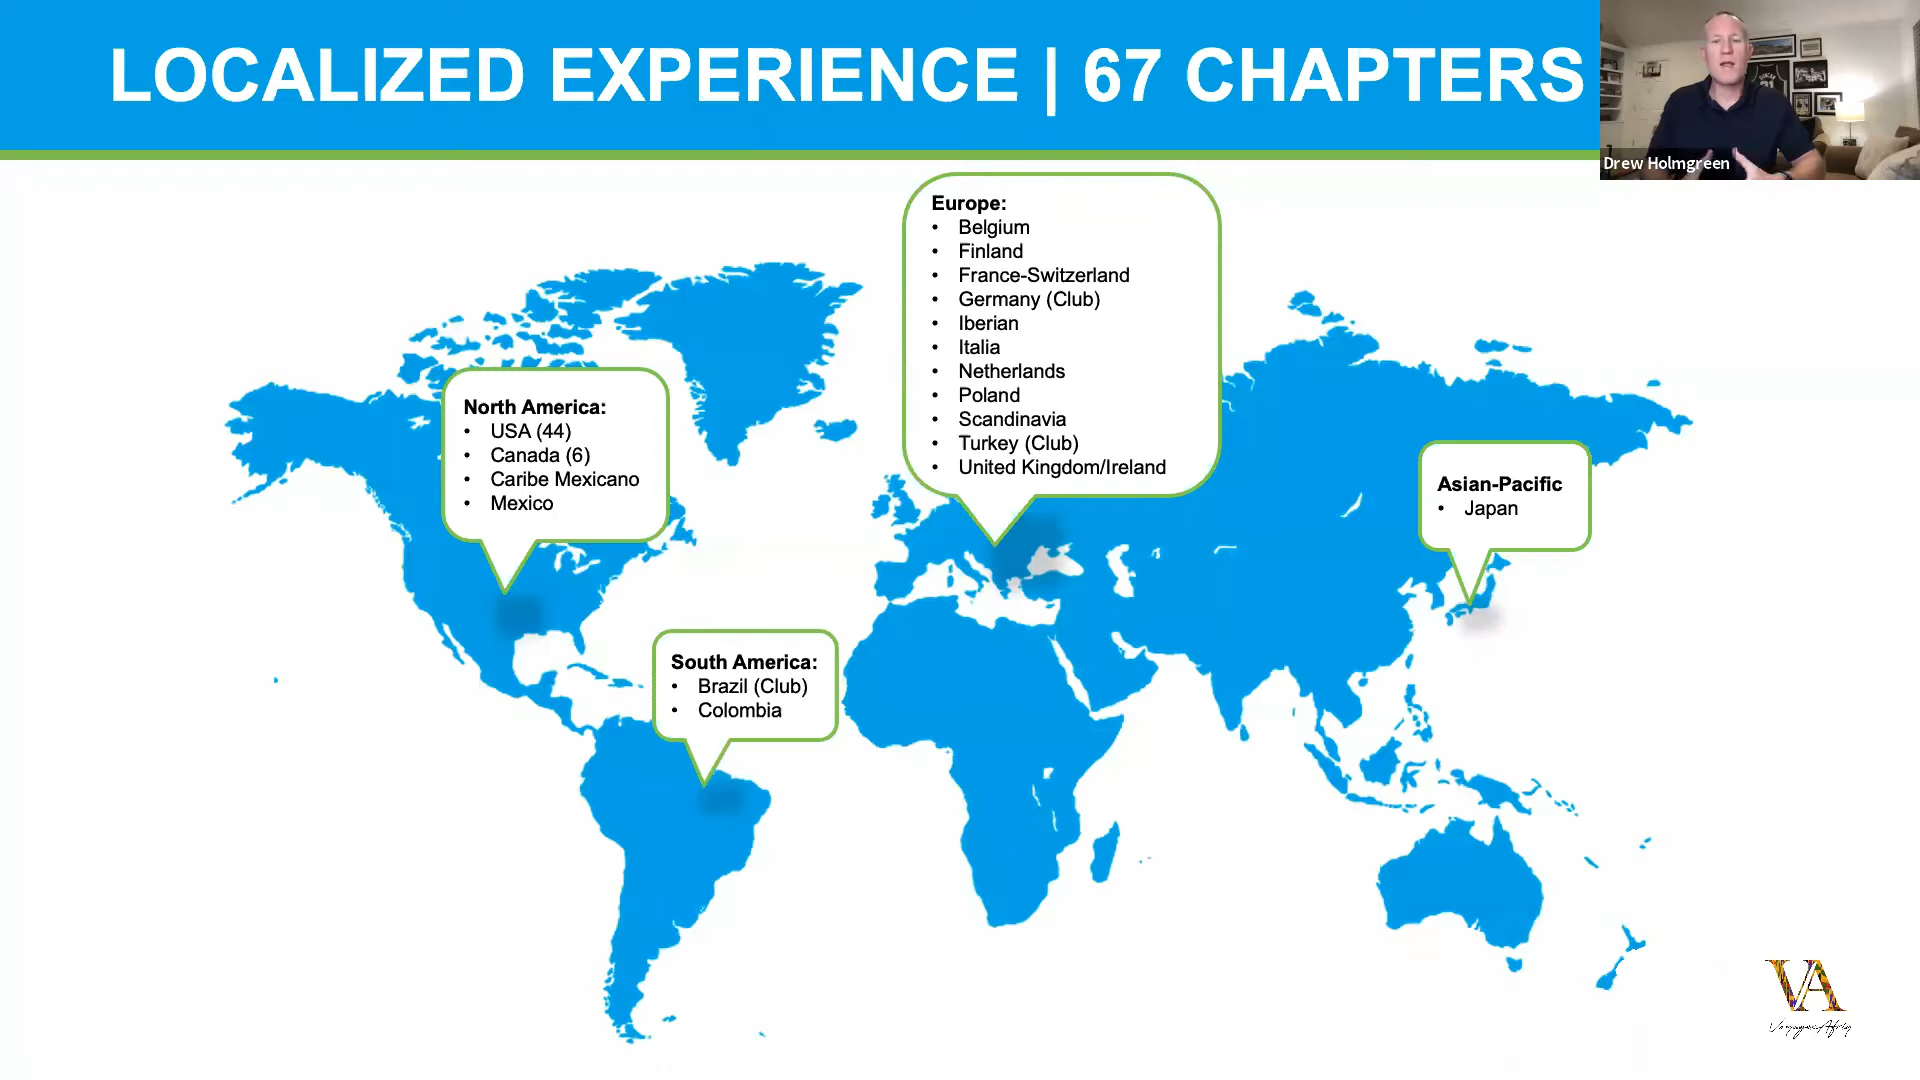 LOCALIZED EXPERIENCE | 67 CHAPTERS
Drew Holmgreen
Europe:
• Belgium
• Finland
• France-Switzerland
• Germany (Club)
• Iberian
• Italia
• Netherlands
• Poland
• Scandinavia
• Turkey (Club)
• United Kingdom/Ireland
North America:
• USA (44)
• Canada (6)
• Caribe Mexicano
• Mexico
Asian-Pacific
• Japan
South America:
• Brazil (Club)
• Colombia
VA
VoyagesAfriq